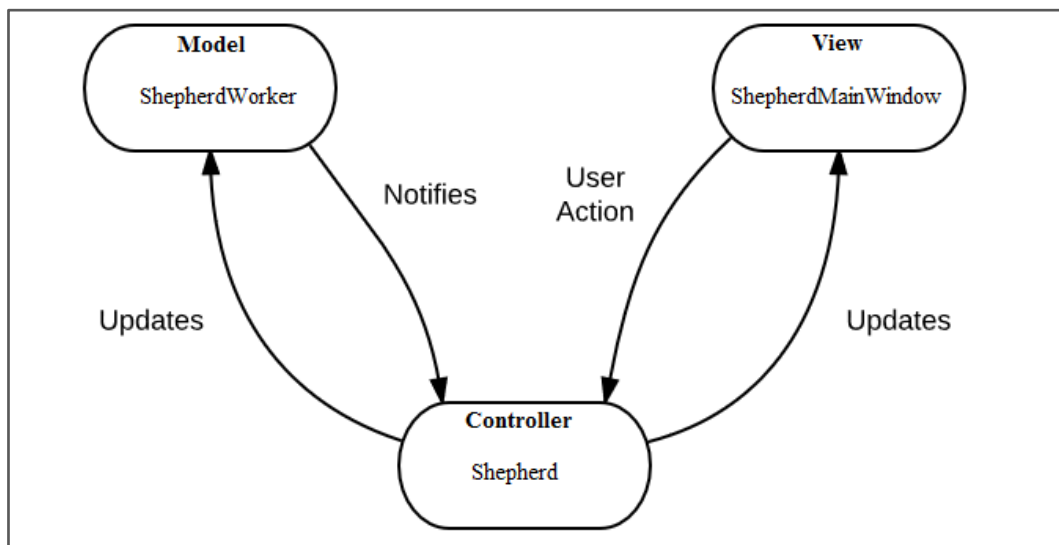 Model
ShepherdWorker
View
ShepherdMainWindow
Notifies
User
Action
Updates
Updates
Controller
Shepherd